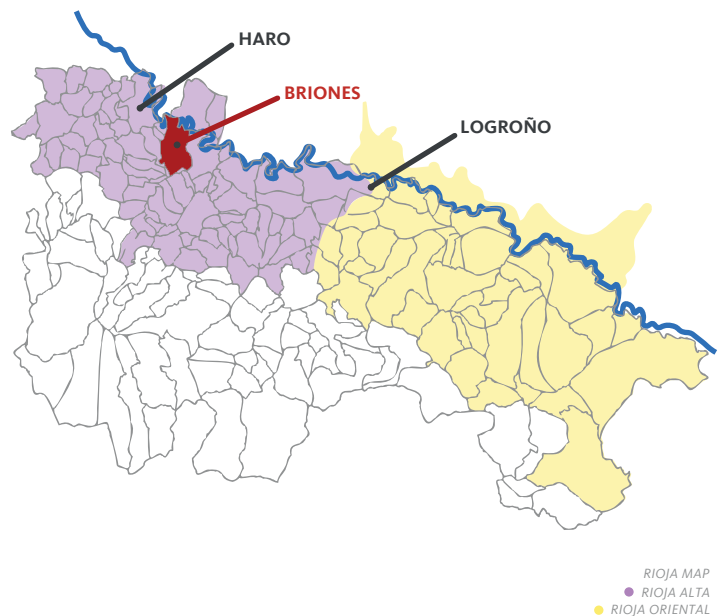 HARO
BRIONES
LOGROÑO
RIOJA MAP
RIOJA ALTA
RIOJA ORIENTAL